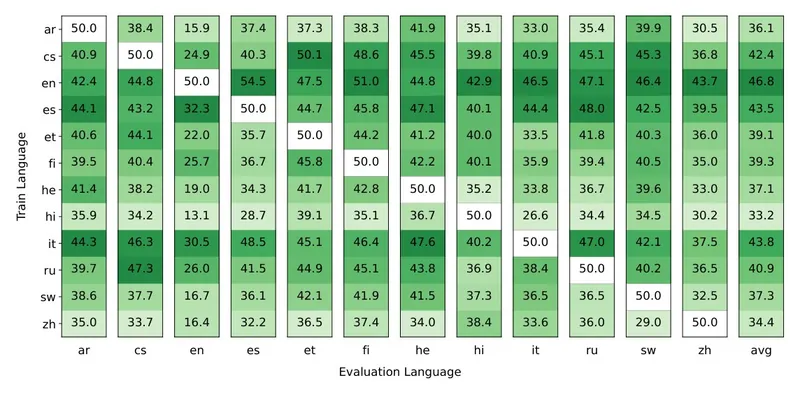 ar 50.0 38.4 15.9 37.4 37.3 38.3 41.9 35.1 33.0 35.4 39.9 30.5 36.1
cs 40.9 50.0 24.9 40.3 50.1 48.6 45.5 39.8 40.9 45.1 45.3 36.8 42.4
en 42.4 44.8 50.0 54.5 47.5 51.0 44.8 42.9 46.5 47.1 46.4 43.7 46.8
es 44.1 43.2 32.3 50.0 44.7 45.8 47.1 40.1 44.4 48.0 42.5 39.5 43.5
et 40.6 44.1 22.0 35.7 50.0 44.2 41.2 40.0 33.5 41.8 40.3 36.0 39.1
fi 39.5 40.4 25.7 36.7 45.8 50.0 42.2 40.1 35.9 39.4 40.5 35.0 39.3
he 41.4 38.2 19.0 34.3 41.7 42.8 50.0 35.2 33.8 36.7 39.6 33.0 37.1
hi 35.9 34.2 13.1 28.7 39.1 35.1 36.7 50.0 26.6 34.4 34.5 30.2 33.2
it 44.3 46.3 30.5 48.5 45.1 46.4 47.6 40.2 50.0 47.0 42.1 37.5 43.8
ru 39.7 47.3 26.0 41.5 44.9 45.1 43.8 36.9 38.4 50.0 40.2 36.5 40.9
sw 38.6 37.7 16.7 36.1 42.1 41.9 41.5 37.3 36.5 36.5 50.0 32.5 37.3
zh 35.0 33.7 16.4 32.2 36.5 37.4 34.0 38.4 33.6 36.0 29.0 50.0 34.4
ar cs en es et fi he hi it ru sw zh avg
Train Language
Evaluation Language